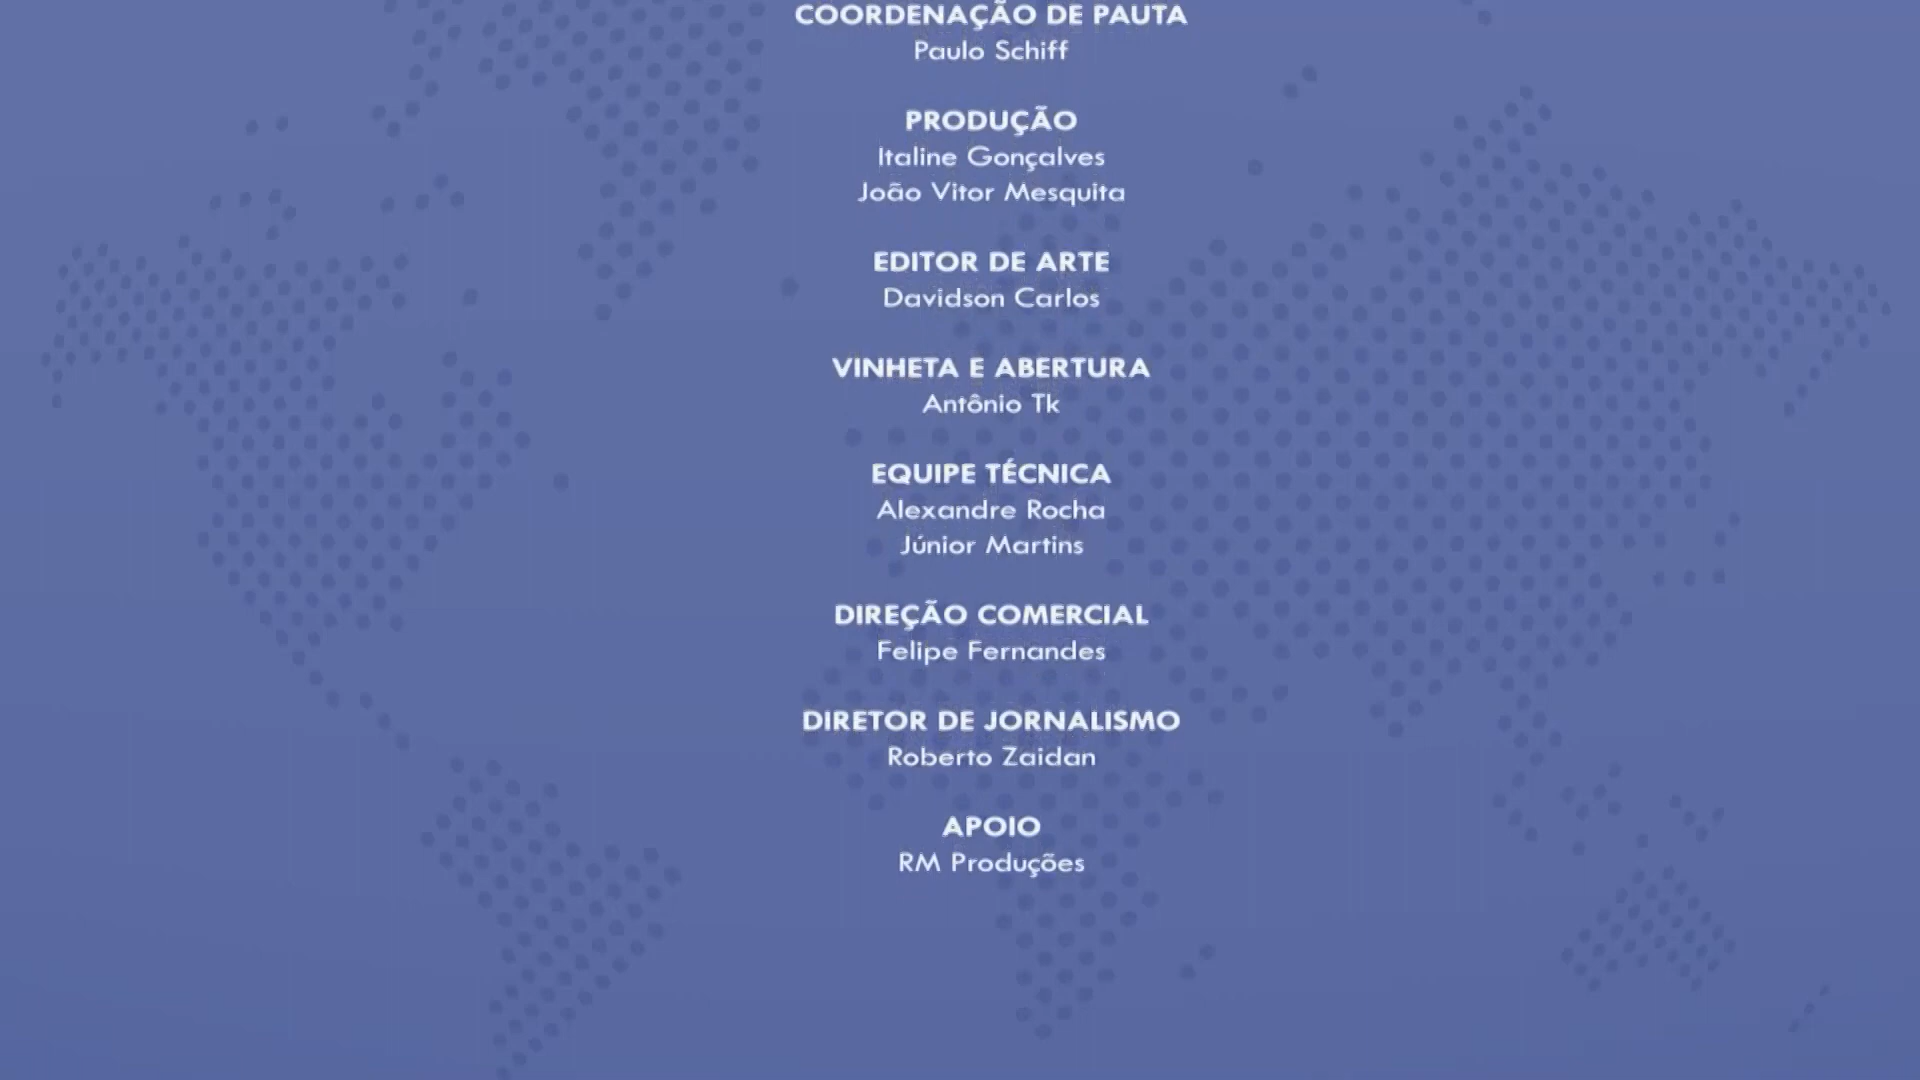 COORDENAÇÃO DE PAUTA
Paulo Schiff
PRODUÇÃO
Italine Gonçalves
João Vitor Mesquita
EDITOR DE ARTE
Davidson Carlos
VINHETA E ABERTURA
Antônio Tk
EQUIPE TÉCNICA
Alexandre Rocha
Júnior Martins
DIREÇÃO COMERCIAL
Felipe Fernandes
DIRETOR DE JORNALISMO
Roberto Zaidan
APOIO
RM Produções